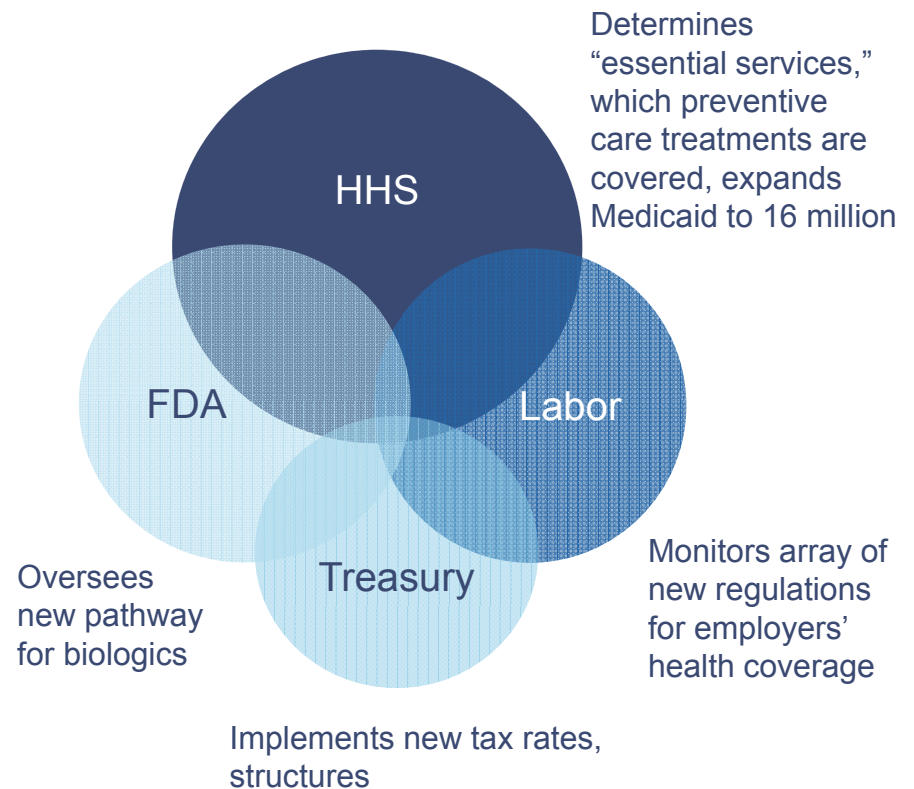 Determines
“essential services,”
which preventive
care treatments are
covered, expands
Medicaid to 16 million
HHS
FDA
Labor
Treasury
Oversees
new pathway
for biologics
Monitors array of
new regulations
for employers’
health coverage
Implements new tax rates,
structures